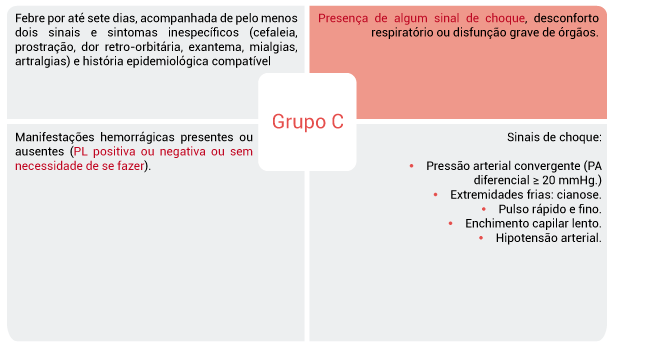 Febre por até sete dias, acompanhada de pelo menos
dois sinais e sintomas inespecíficos (cefaleia,
prostração, dor retro-orbitária, exantema, mialgias,
artralgias) e história epidemiológica compatível
Presença de algum sinal de choque, desconforto
respiratório ou disfunção grave de órgãos.
Grupo C
Manifestações hemorrágicas presentes ou
ausentes (PL positiva ou negativa ou sem
necessidade de se fazer).
Sinais de choque:
• Pressão arterial convergente (PA
diferencial ≥ 20 mmHg.)
• Extremidades frias: cianose.
• Pulso rápido e fino.
• Enchimento capilar lento.
• Hipotensão arterial.